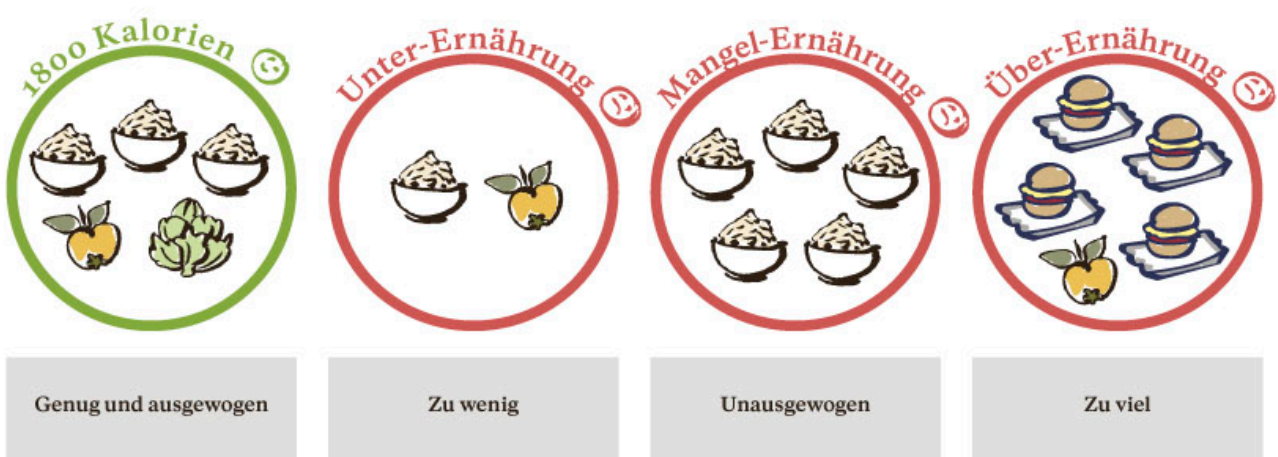 1800 Kalorien
Unter-Ernährung
Mangel-Ernährung
Über-Ernährung
Genug und ausgewogen
Zu wenig
Unausgewogen
Zu viel